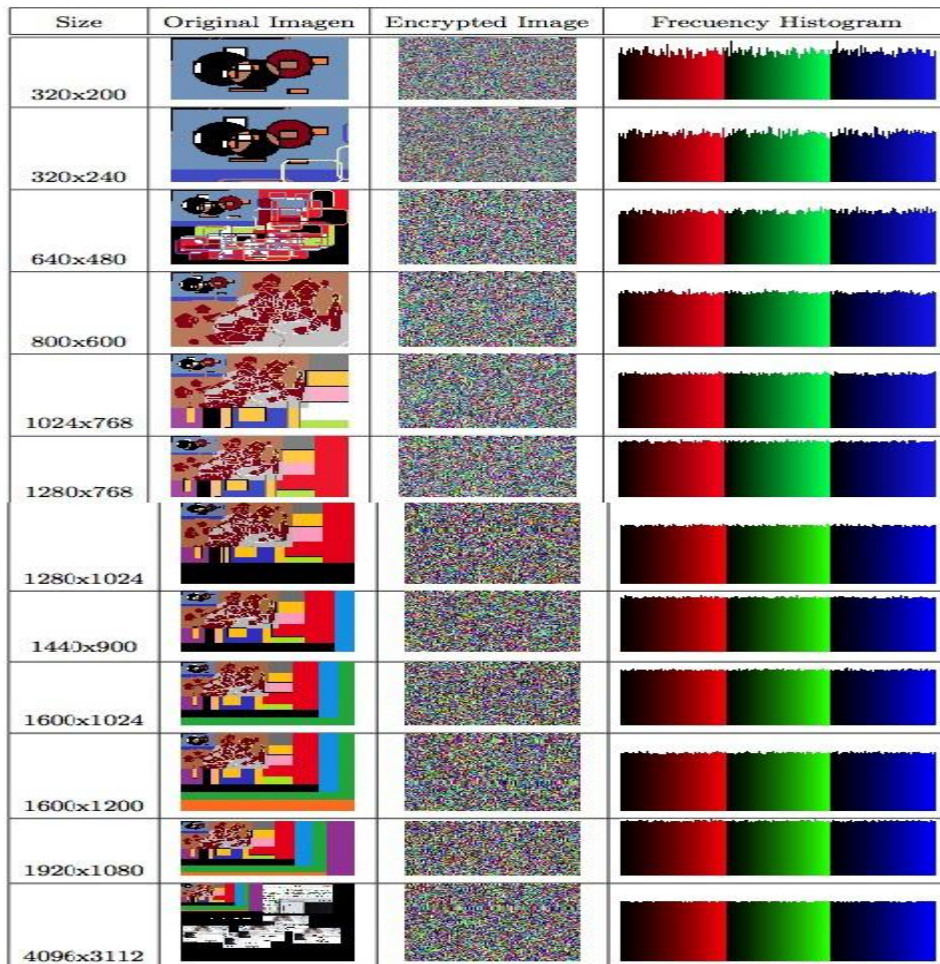 Size Original Imagen Encrypted Image Frecuency Histogram
320x200
320x240
640x480
800x600
1024x768
1280x768
1280x1024
1440x900
1600x1024
1600x1200
1920x1080
4096x3112